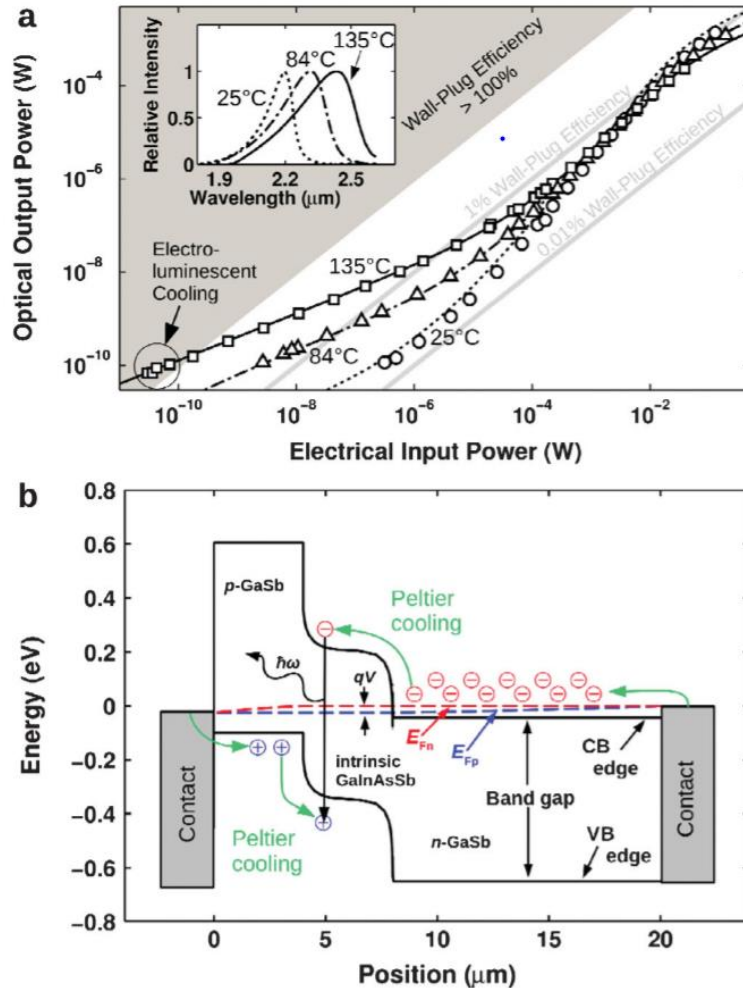 a
Optical Output Power (W)
10⁻⁴
10⁻⁶
10⁻⁸
10⁻¹⁰
Relative Intensity
1
0.5
0
1.9
2.2
2.5
Wavelength (μm)
25°C
84°C
135°C
Wall-Plug Efficiency
> 100%
1% Wall-Plug Efficiency
0.01% Wall-Plug Efficiency
Electro-
luminescent
Cooling
135°C
84°C
25°C
10⁻¹⁰
10⁻⁸
10⁻⁶
10⁻⁴
10⁻²
Electrical Input Power (W)
b
Energy (eV)
0.8
0.6
0.4
0.2
0
−0.2
−0.4
−0.6
−0.8
p-GaSb
ħω
Peltier
cooling
qV
E_Fn
E_Fp
intrinsic
GaInAsSb
CB
edge
Band gap
Contact
Peltier
cooling
n-GaSb
VB
edge
Contact
0
5
10
15
20
Position (μm)